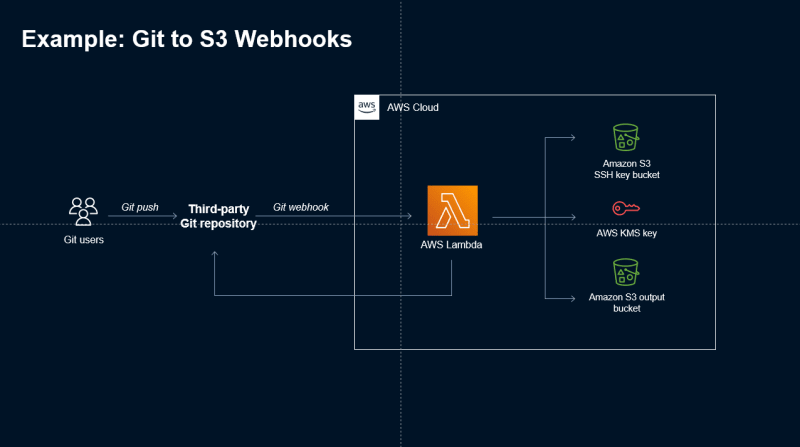 Example: Git to S3 Webhooks
aws
AWS Cloud
Amazon S3
SSH key bucket
Git push
Third-party
Git repository
Git webhook
Git users
AWS Lambda
AWS KMS key
Amazon S3 output
bucket